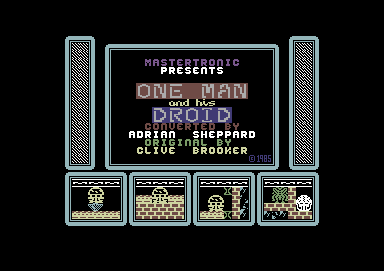 MASTERTRONIC
PRESENTS
ONE MAN
and his
DROID
CONVERTED BY
ADRIAN SHEPPARD
ORIGINAL BY
CLIVE BROOKER
©1985